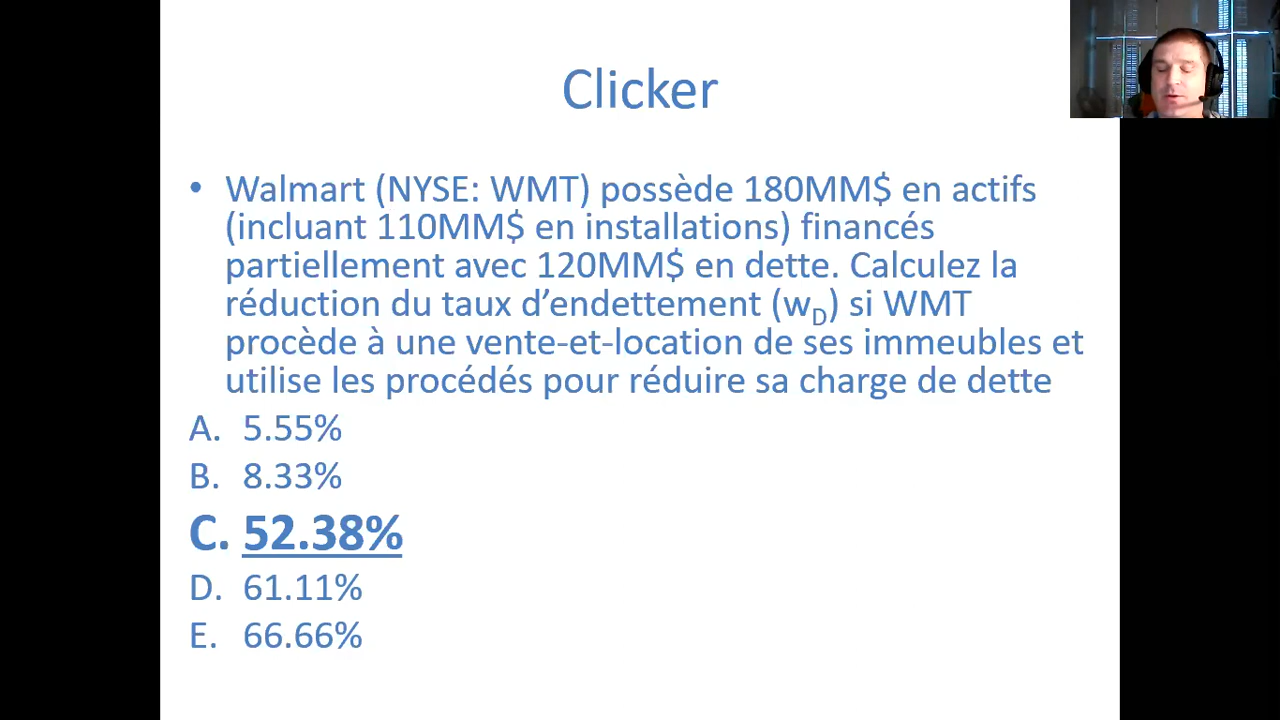 Clicker
• Walmart (NYSE: WMT) possède 180MM$ en actifs
(incluant 110MM$ en installations) financés
partiellement avec 120MM$ en dette. Calculez la
réduction du taux d’endettement (wD) si WMT
procède à une vente-et-location de ses immeubles et
utilise les procédés pour réduire sa charge de dette
A. 5.55%
B. 8.33%
C. 52.38%
D. 61.11%
E. 66.66%